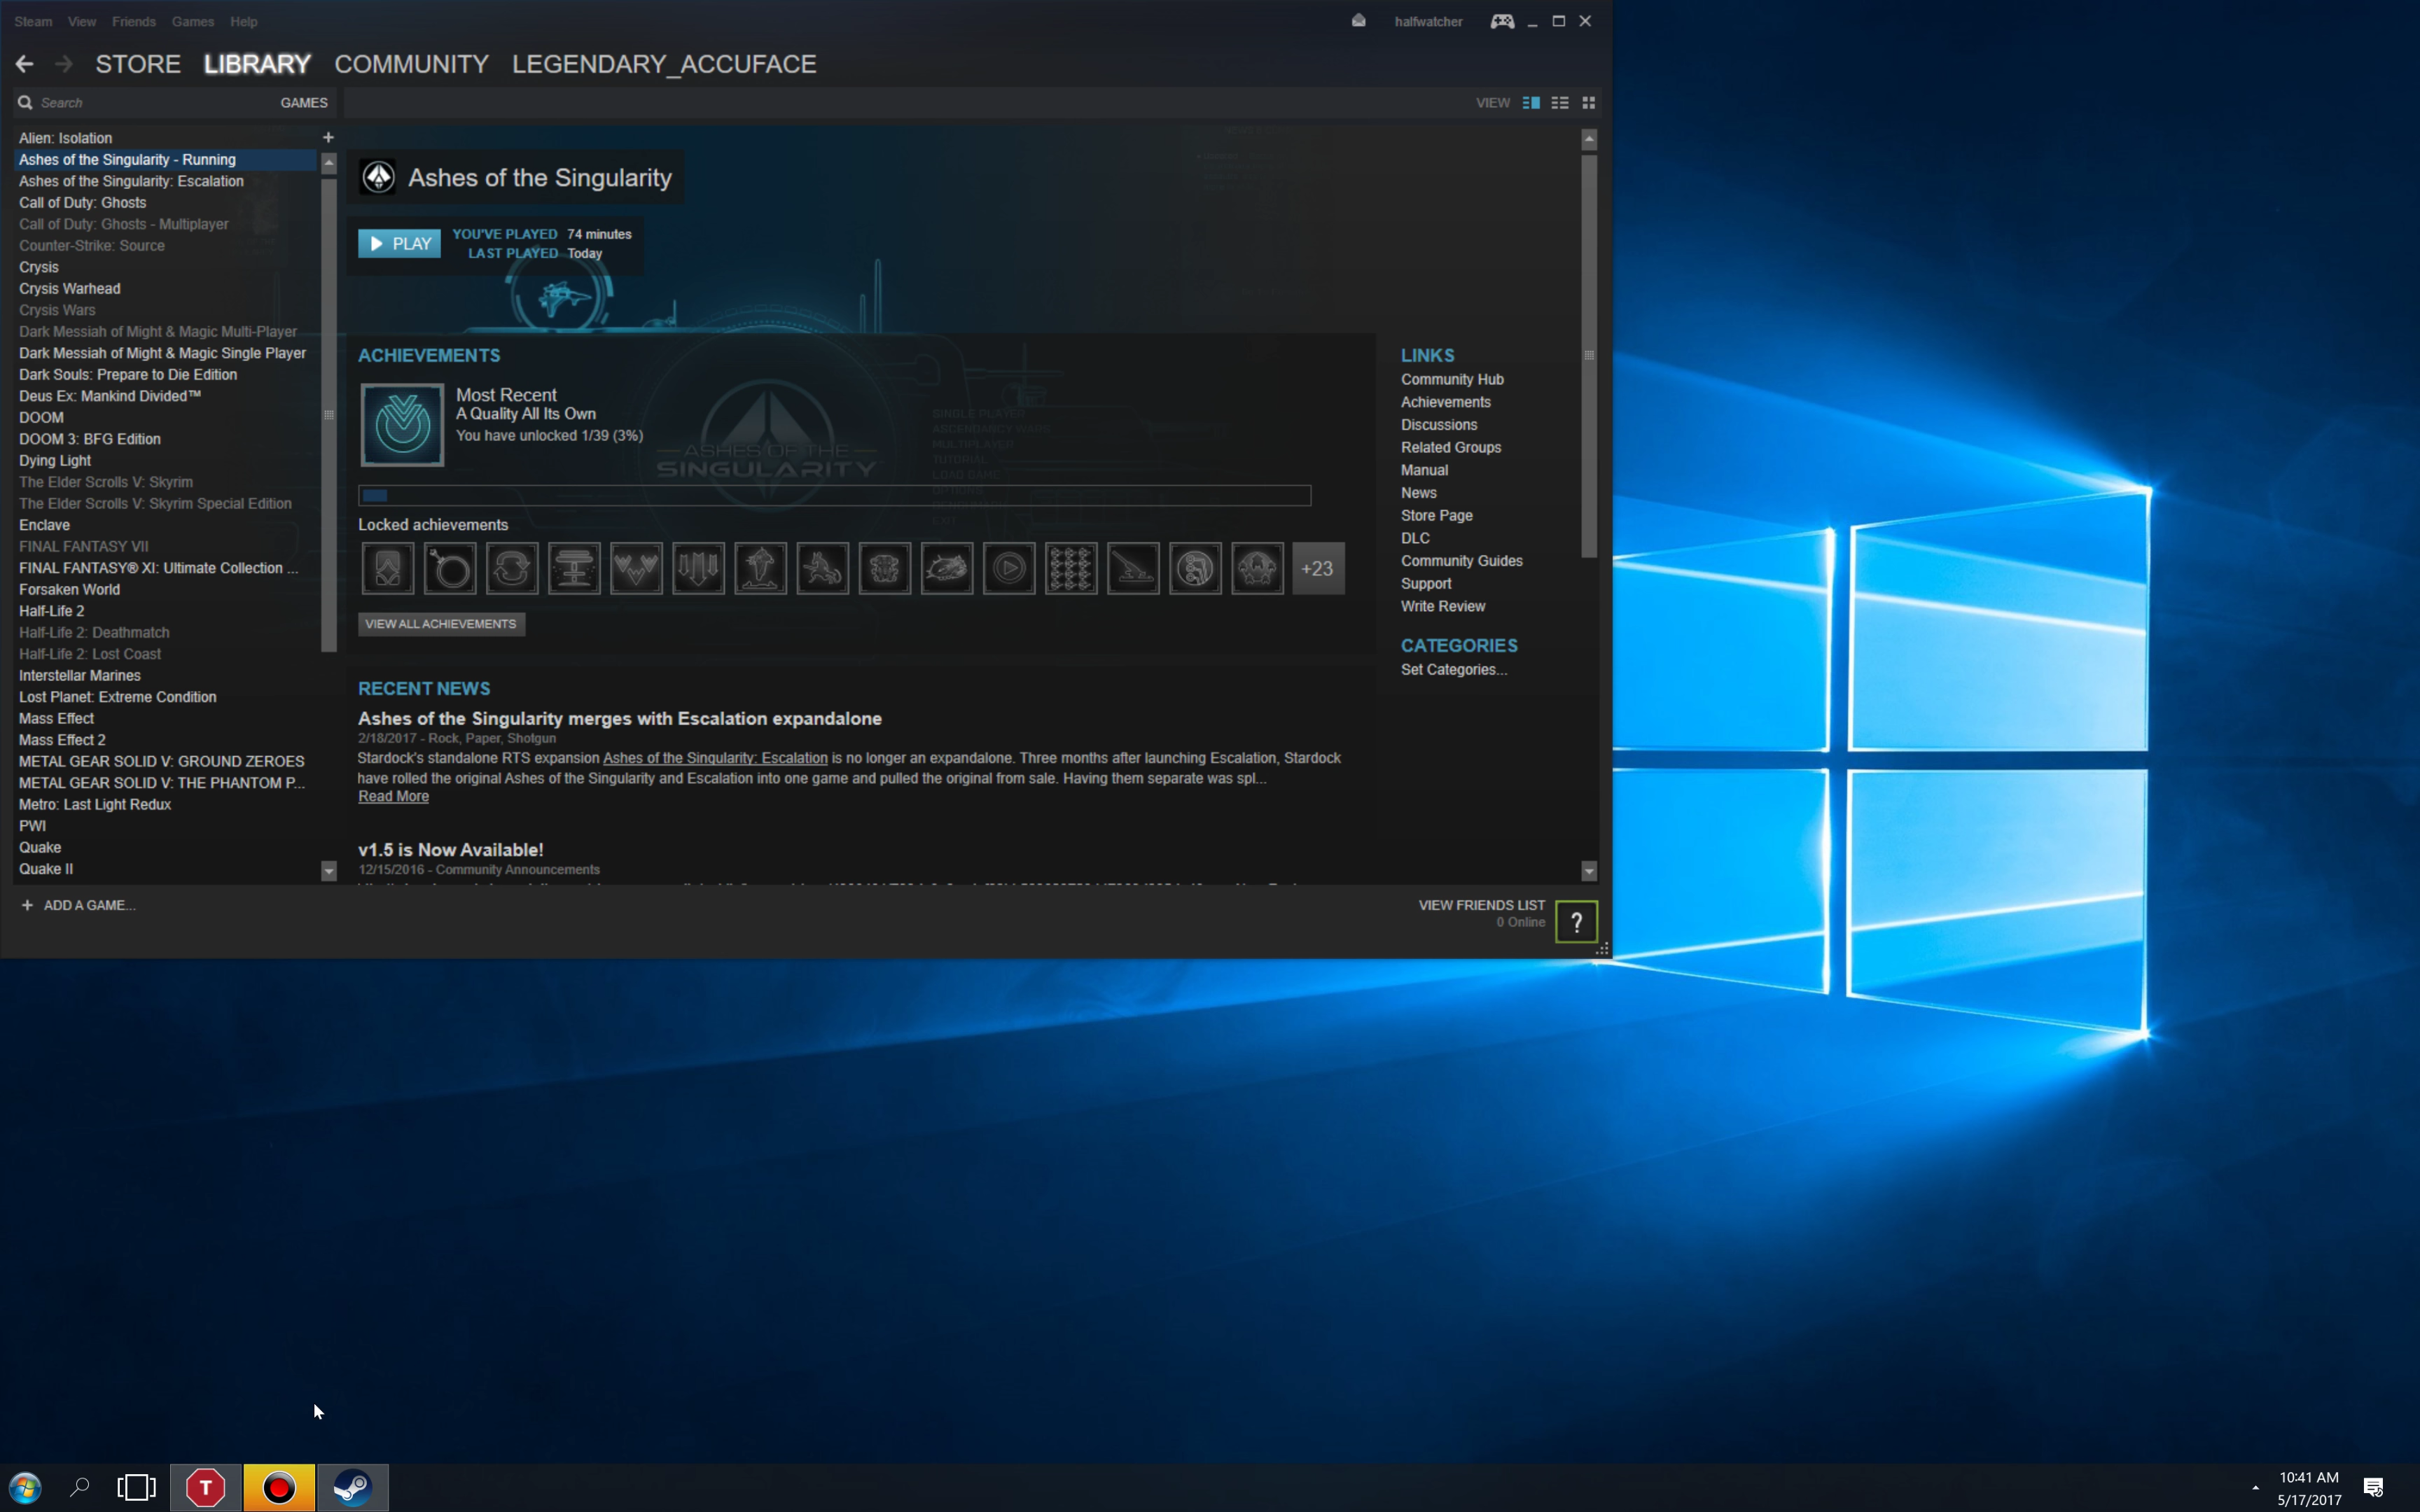 Steam View Friends Games Help
halfwatcher
STORE LIBRARY COMMUNITY LEGENDARY_ACCUFACE
Search GAMES
VIEW
Alien: Isolation +
Ashes of the Singularity - Running
Ashes of the Singularity: Escalation
Call of Duty: Ghosts
Call of Duty: Ghosts - Multiplayer
Counter-Strike: Source
Crysis
Crysis Warhead
Crysis Wars
Dark Messiah of Might & Magic Multi-Player
Dark Messiah of Might & Magic Single Player
Dark Souls: Prepare to Die Edition
Deus Ex: Mankind Divided™
DOOM
DOOM 3: BFG Edition
Dying Light
The Elder Scrolls V: Skyrim
The Elder Scrolls V: Skyrim Special Edition
Enclave
FINAL FANTASY VII
FINAL FANTASY® XI: Ultimate Collection ...
Forsaken World
Half-Life 2
Half-Life 2: Deathmatch
Half-Life 2: Lost Coast
Interstellar Marines
Lost Planet: Extreme Condition
Mass Effect
Mass Effect 2
METAL GEAR SOLID V: GROUND ZEROES
METAL GEAR SOLID V: THE PHANTOM P...
Metro: Last Light Redux
PWI
Quake
Quake II
+ ADD A GAME...
Ashes of the Singularity
PLAY
YOU'VE PLAYED 74 minutes
LAST PLAYED Today
ACHIEVEMENTS
Most Recent
A Quality All Its Own
You have unlocked 1/39 (3%)
ASHES OF THE
SINGULARITY
SINGLE PLAYER
ASCENDANCY WARS
MULTIPLAYER
TUTORIAL
LOAD GAME
OPTIONS
EXIT
Locked achievements
+23
VIEW ALL ACHIEVEMENTS
RECENT NEWS
Ashes of the Singularity merges with Escalation expandalone
2/18/2017 - Rock, Paper, Shotgun
Stardock's standalone RTS expansion Ashes of the Singularity: Escalation is no longer an expandalone. Three months after launching Escalation, Stardock
have rolled the original Ashes of the Singularity and Escalation into one game and pulled the original from sale. Having them separate was spl...
Read More
v1.5 is Now Available!
12/15/2016 - Community Announcements
LINKS
Community Hub
Achievements
Discussions
Related Groups
Manual
News
Store Page
DLC
Community Guides
Support
Write Review
CATEGORIES
Set Categories...
VIEW FRIENDS LIST
0 Online
?
T
10:41 AM
5/17/2017